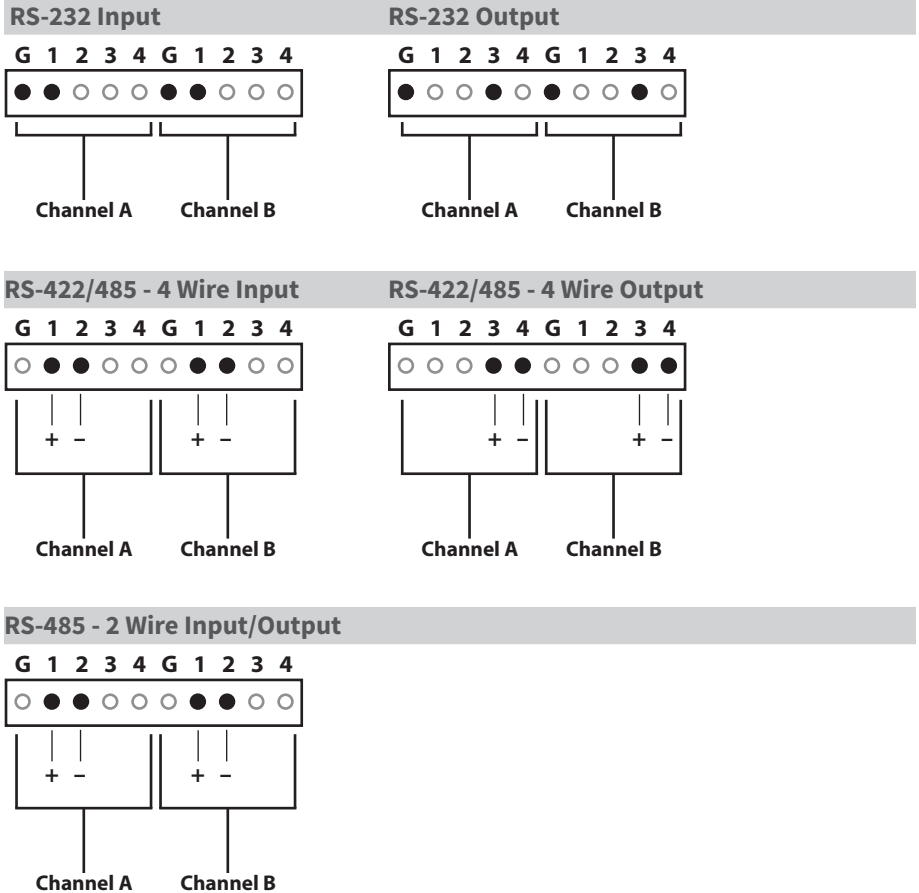 RS-232 Input
RS-232 Output
G 1 2 3 4 G 1 2 3 4
G 1 2 3 4 G 1 2 3 4
Channel A Channel B
Channel A Channel B
RS-422/485 - 4 Wire Input
RS-422/485 - 4 Wire Output
G 1 2 3 4 G 1 2 3 4
G 1 2 3 4 G 1 2 3 4
+ – + –
+ – + –
Channel A Channel B
Channel A Channel B
RS-485 - 2 Wire Input/Output
G 1 2 3 4 G 1 2 3 4
+ – + –
Channel A Channel B